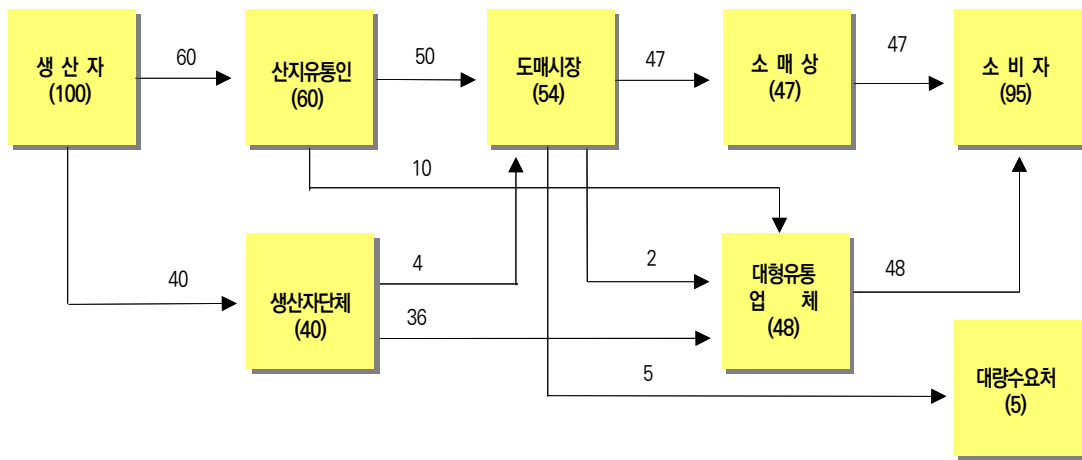 생 산 자
(100)
60
산지유통인
(60)
50
도매시장
(54)
47
소 매 상
(47)
47
소 비 자
(95)
10
40
생산자단체
(40)
4
36
2
대형유통
업 체
(48)
48
5
대량수요처
(5)